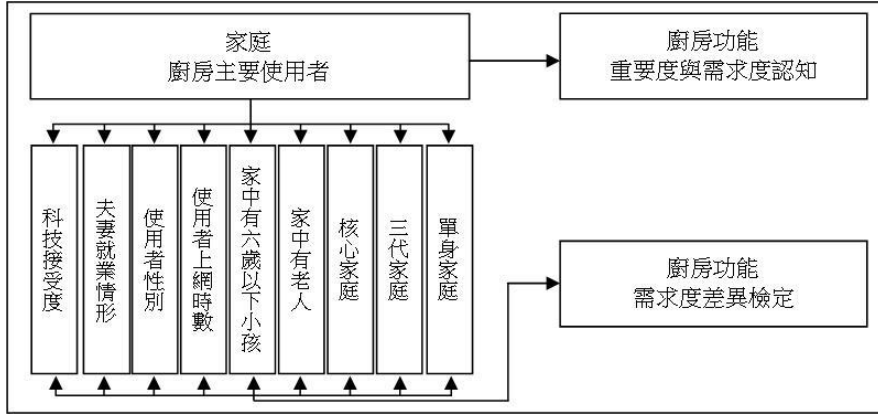 家庭
廚房主要使用者
廚房功能
重要度與需求度認知
科技接受度
夫妻就業情形
使用者性別
使用者上網時數
家中有六歲以下小孩
家中有老人
核心家庭
三代家庭
單身家庭
廚房功能
需求度差異檢定